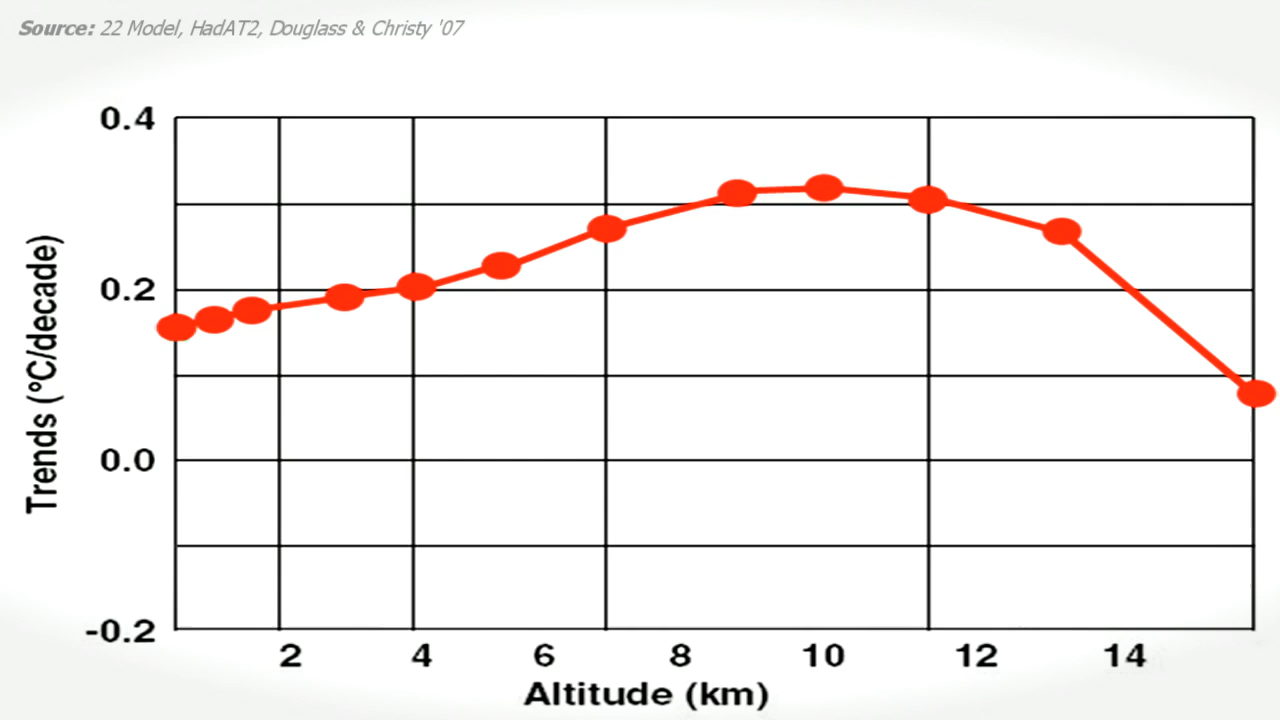 Source: 22 Model, HadAT2, Douglass & Christy '07
0.4
0.2
0.0
-0.2
Trends (°C/decade)
2 4 6 8 10 12 14
Altitude (km)